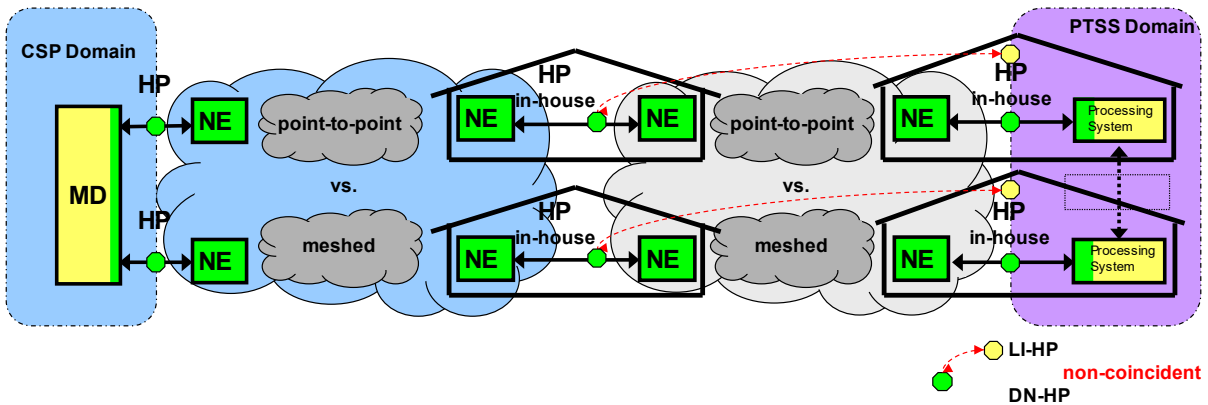 CSP Domain
PTSS Domain
HP
HP
in-house
HP
in-house
NE
point-to-point
NE
NE
point-to-point
NE
Processing
System
MD
vs.
vs.
HP
HP
in-house
HP
in-house
NE
meshed
NE
NE
meshed
NE
Processing
System
LI-HP
non-coincident
DN-HP